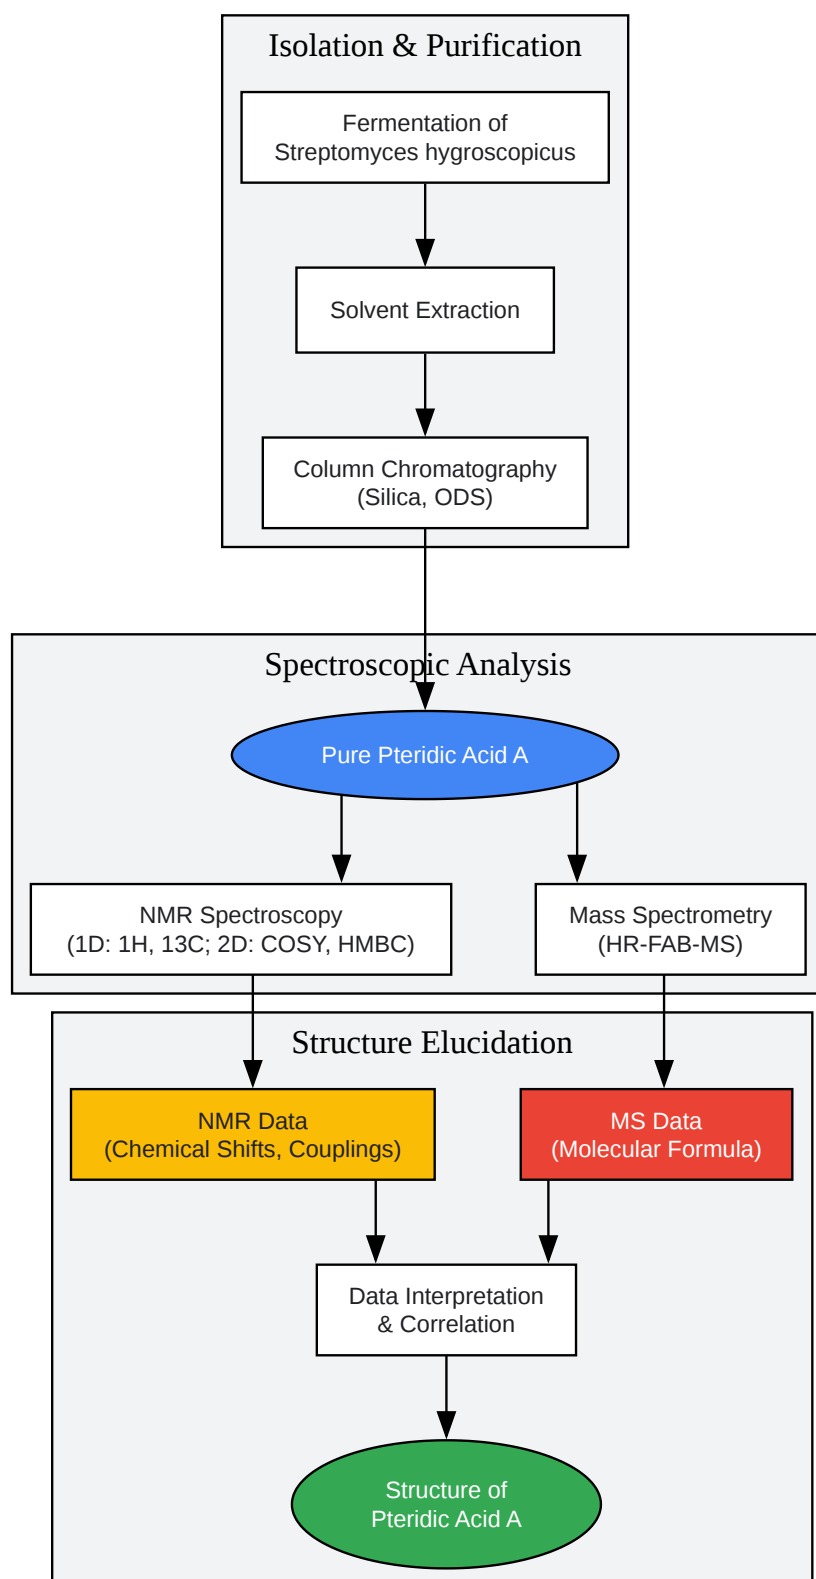 Isolation & Purification
Fermentation of
Streptomyces hygroscopicus
Solvent Extraction
Column Chromatography
(Silica, ODS)
Spectroscopic Analysis
Pure Pteridic Acid A
NMR Spectroscopy
(1D: 1H, 13C; 2D: COSY, HMBC)
Mass Spectrometry
(HR-FAB-MS)
Structure Elucidation
NMR Data
(Chemical Shifts, Couplings)
MS Data
(Molecular Formula)
Data Interpretation
& Correlation
Structure of
Pteridic Acid A